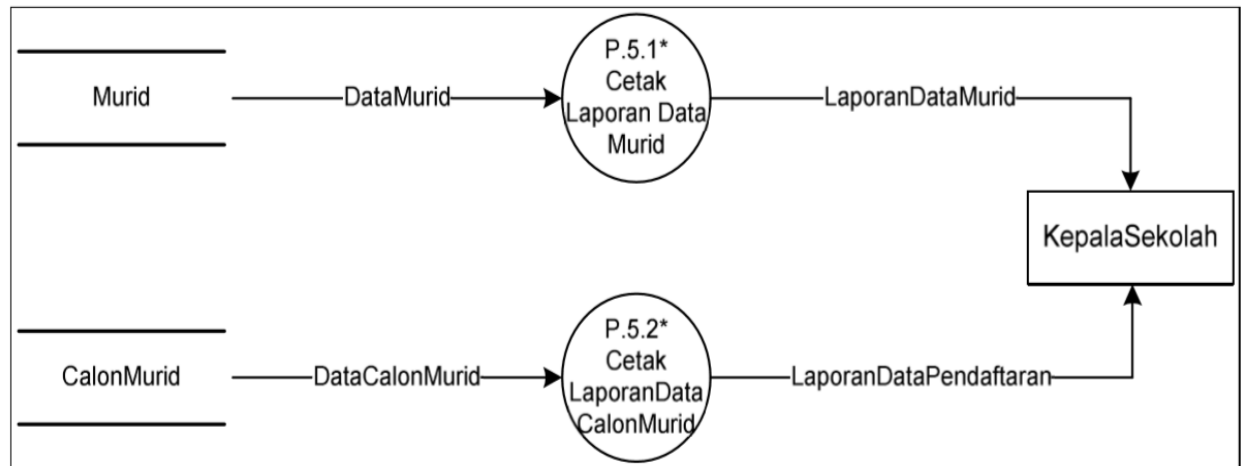 Murid
DataMurid
P.5.1*
Cetak
Laporan Data
Murid
LaporanDataMurid
KepalaSekolah
CalonMurid
DataCalonMurid
P.5.2*
Cetak
LaporanData
CalonMurid
LaporanDataPendaftaran